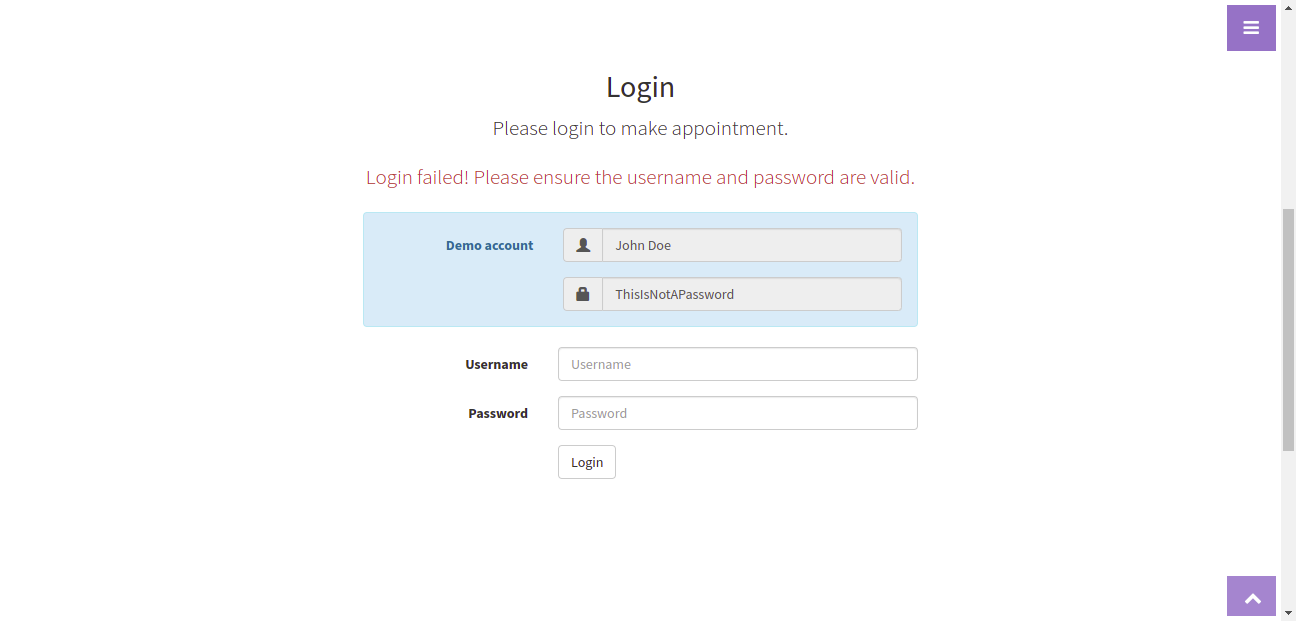 Login
Please login to make appointment.
Login failed! Please ensure the username and password are valid.
Demo account
John Doe
ThisIsNotAPassword
Username
Username
Password
Password
Login